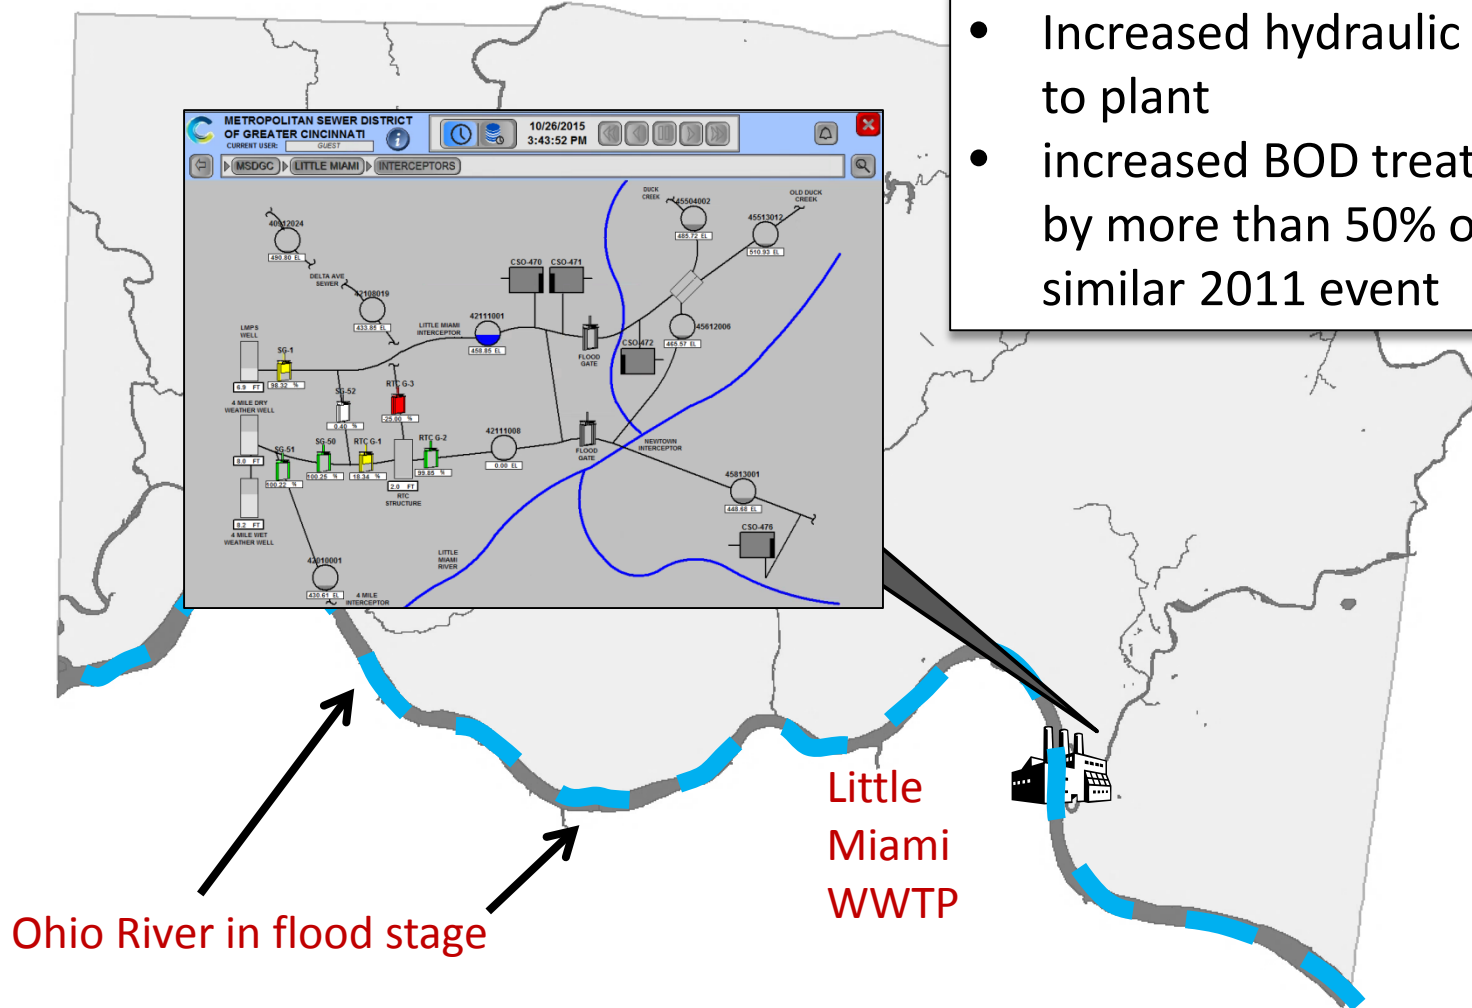 • Increased hydraulic
to plant
• increased BOD treat
by more than 50% o
similar 2011 event
METROPOLITAN SEWER DISTRICT
OF GREATER CINCINNATI
CURRENT USER: GUEST
i
10/26/2015
3:43:52 PM
MSDGC
LITTLE MIAMI
INTERCEPTORS
DUCK
CREEK
45504002
485.72 EL
OLD DUCK
CREEK
45513012
510.93 EL
40912024
490.80 EL
DELTA AVE
SEWER
42108019
433.85 EL
CSO-470
CSO-471
LITTLE MIAMI
INTERCEPTOR
42111001
458.85 EL
FLOOD
GATE
CSO-472
45612006
465.57 EL
LMPS
WELL
6.9 FT
SG-1
98.32 %
SG-52
0.40 %
RTC G-3
-25.00 %
4 MILE DRY
WEATHER WELL
8.0 FT
SG-51
100.22 %
SG-50
100.25 %
RTC G-1
18.34 %
2.0 FT
RTC
STRUCTURE
RTC G-2
99.85 %
42111008
0.00 EL
FLOOD
GATE
NEWTOWN
INTERCEPTOR
45813001
448.68 EL
CSO-476
8.2 FT
4 MILE WET
WEATHER WELL
42010001
430.61 EL
4 MILE
INTERCEPTOR
LITTLE
MIAMI
RIVER
Little
Miami
WWTP
Ohio River in flood stage